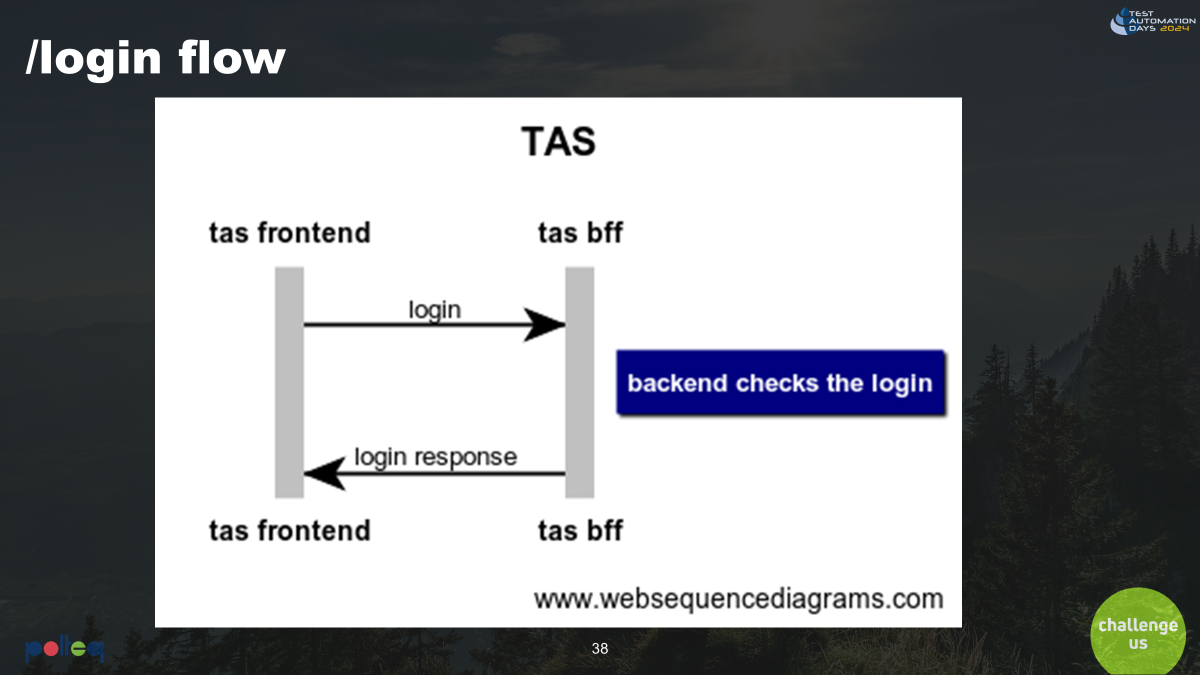 TEST
AUTOMATION
DAYS 2024
/login flow
TAS
tas frontend
tas bff
login
backend checks the login
login response
tas frontend
tas bff
www.websequencediagrams.com
polteq
38
challenge
us